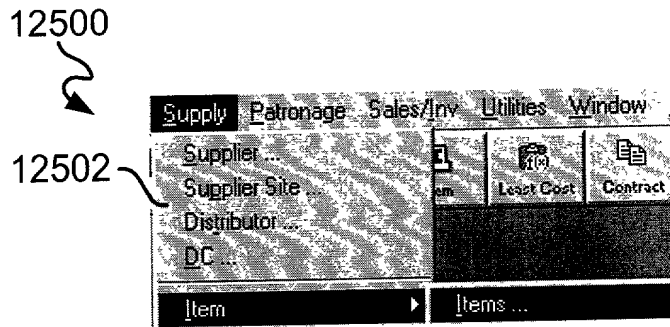 12500
Supply Patronage Sales/Inv Utilities Window
12502
Supplier ...
Supplier Site ...
Distributor ...
DC ...
Least Cost
Contract
Item
Items ...